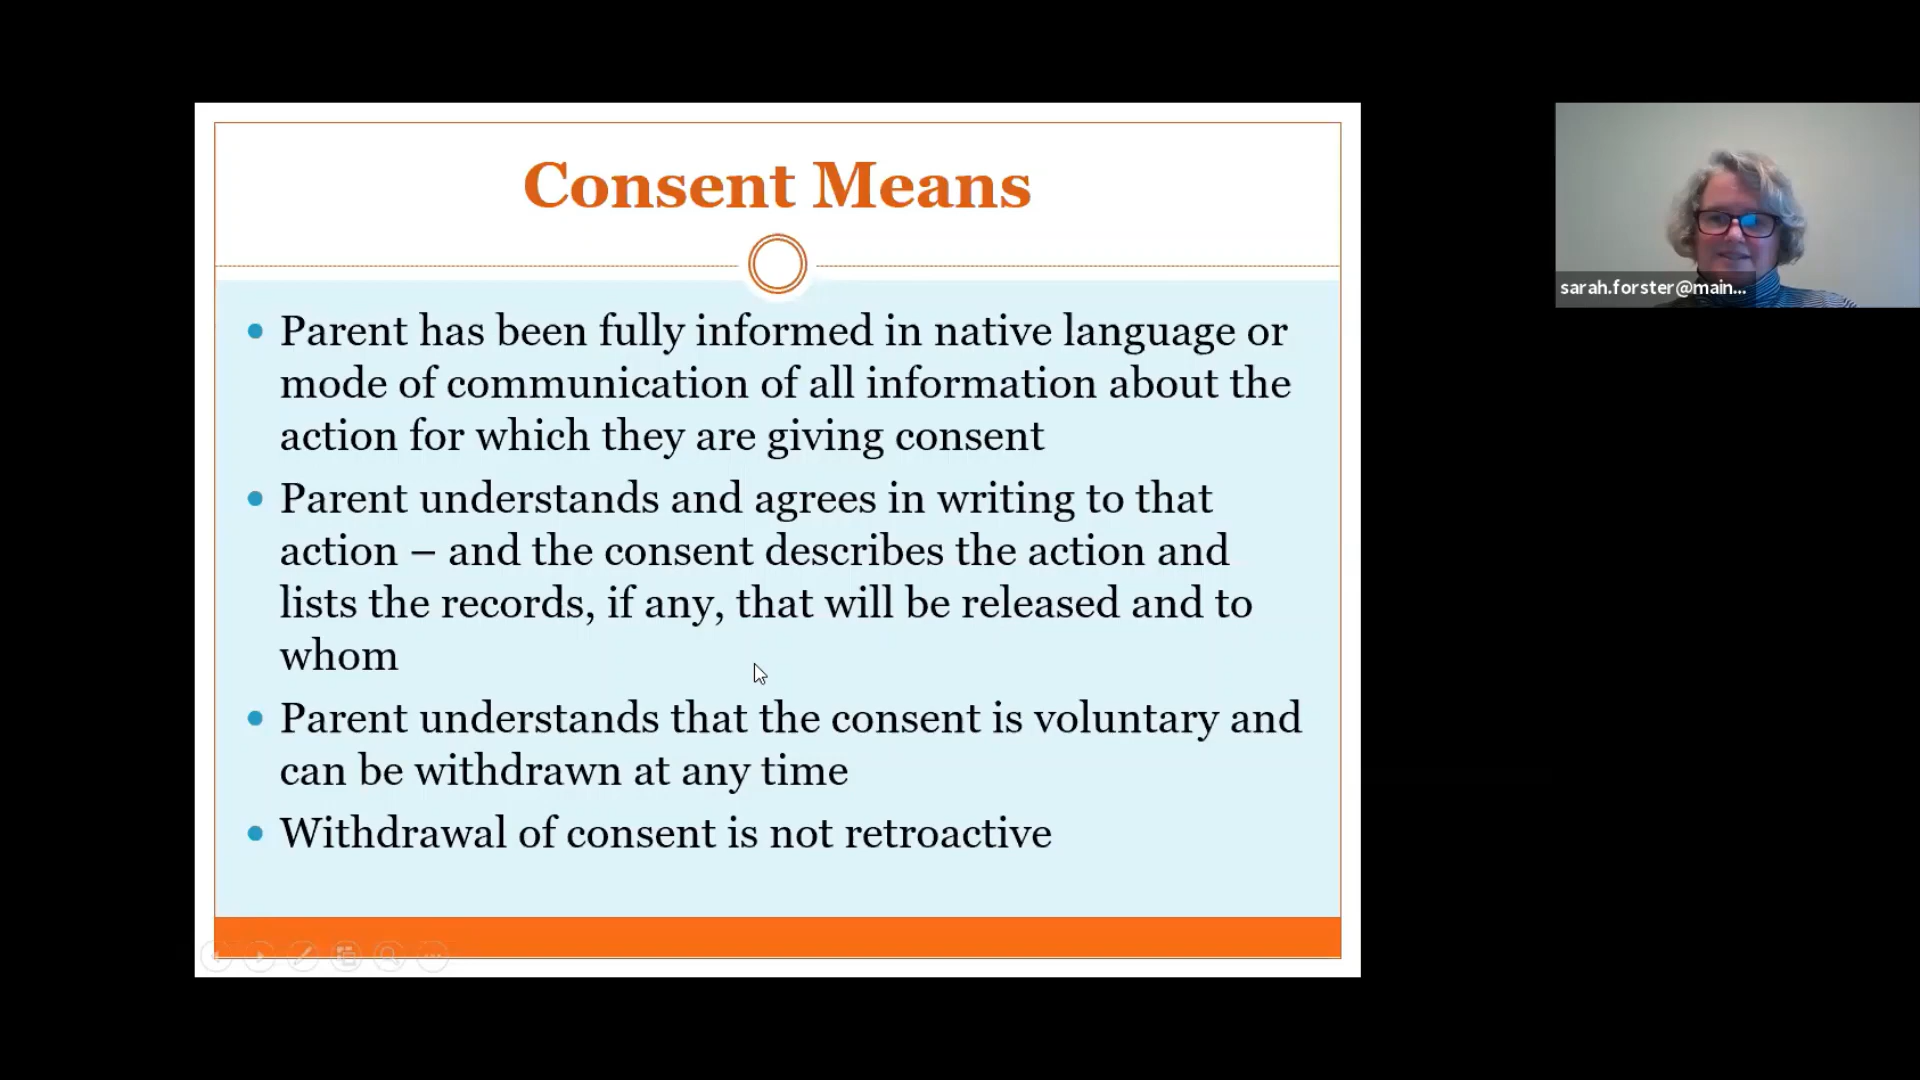 Consent Means
• Parent has been fully informed in native language or
mode of communication of all information about the
action for which they are giving consent
• Parent understands and agrees in writing to that
action – and the consent describes the action and
lists the records, if any, that will be released and to
whom
• Parent understands that the consent is voluntary and
can be withdrawn at any time
• Withdrawal of consent is not retroactive
sarah.forster@main...